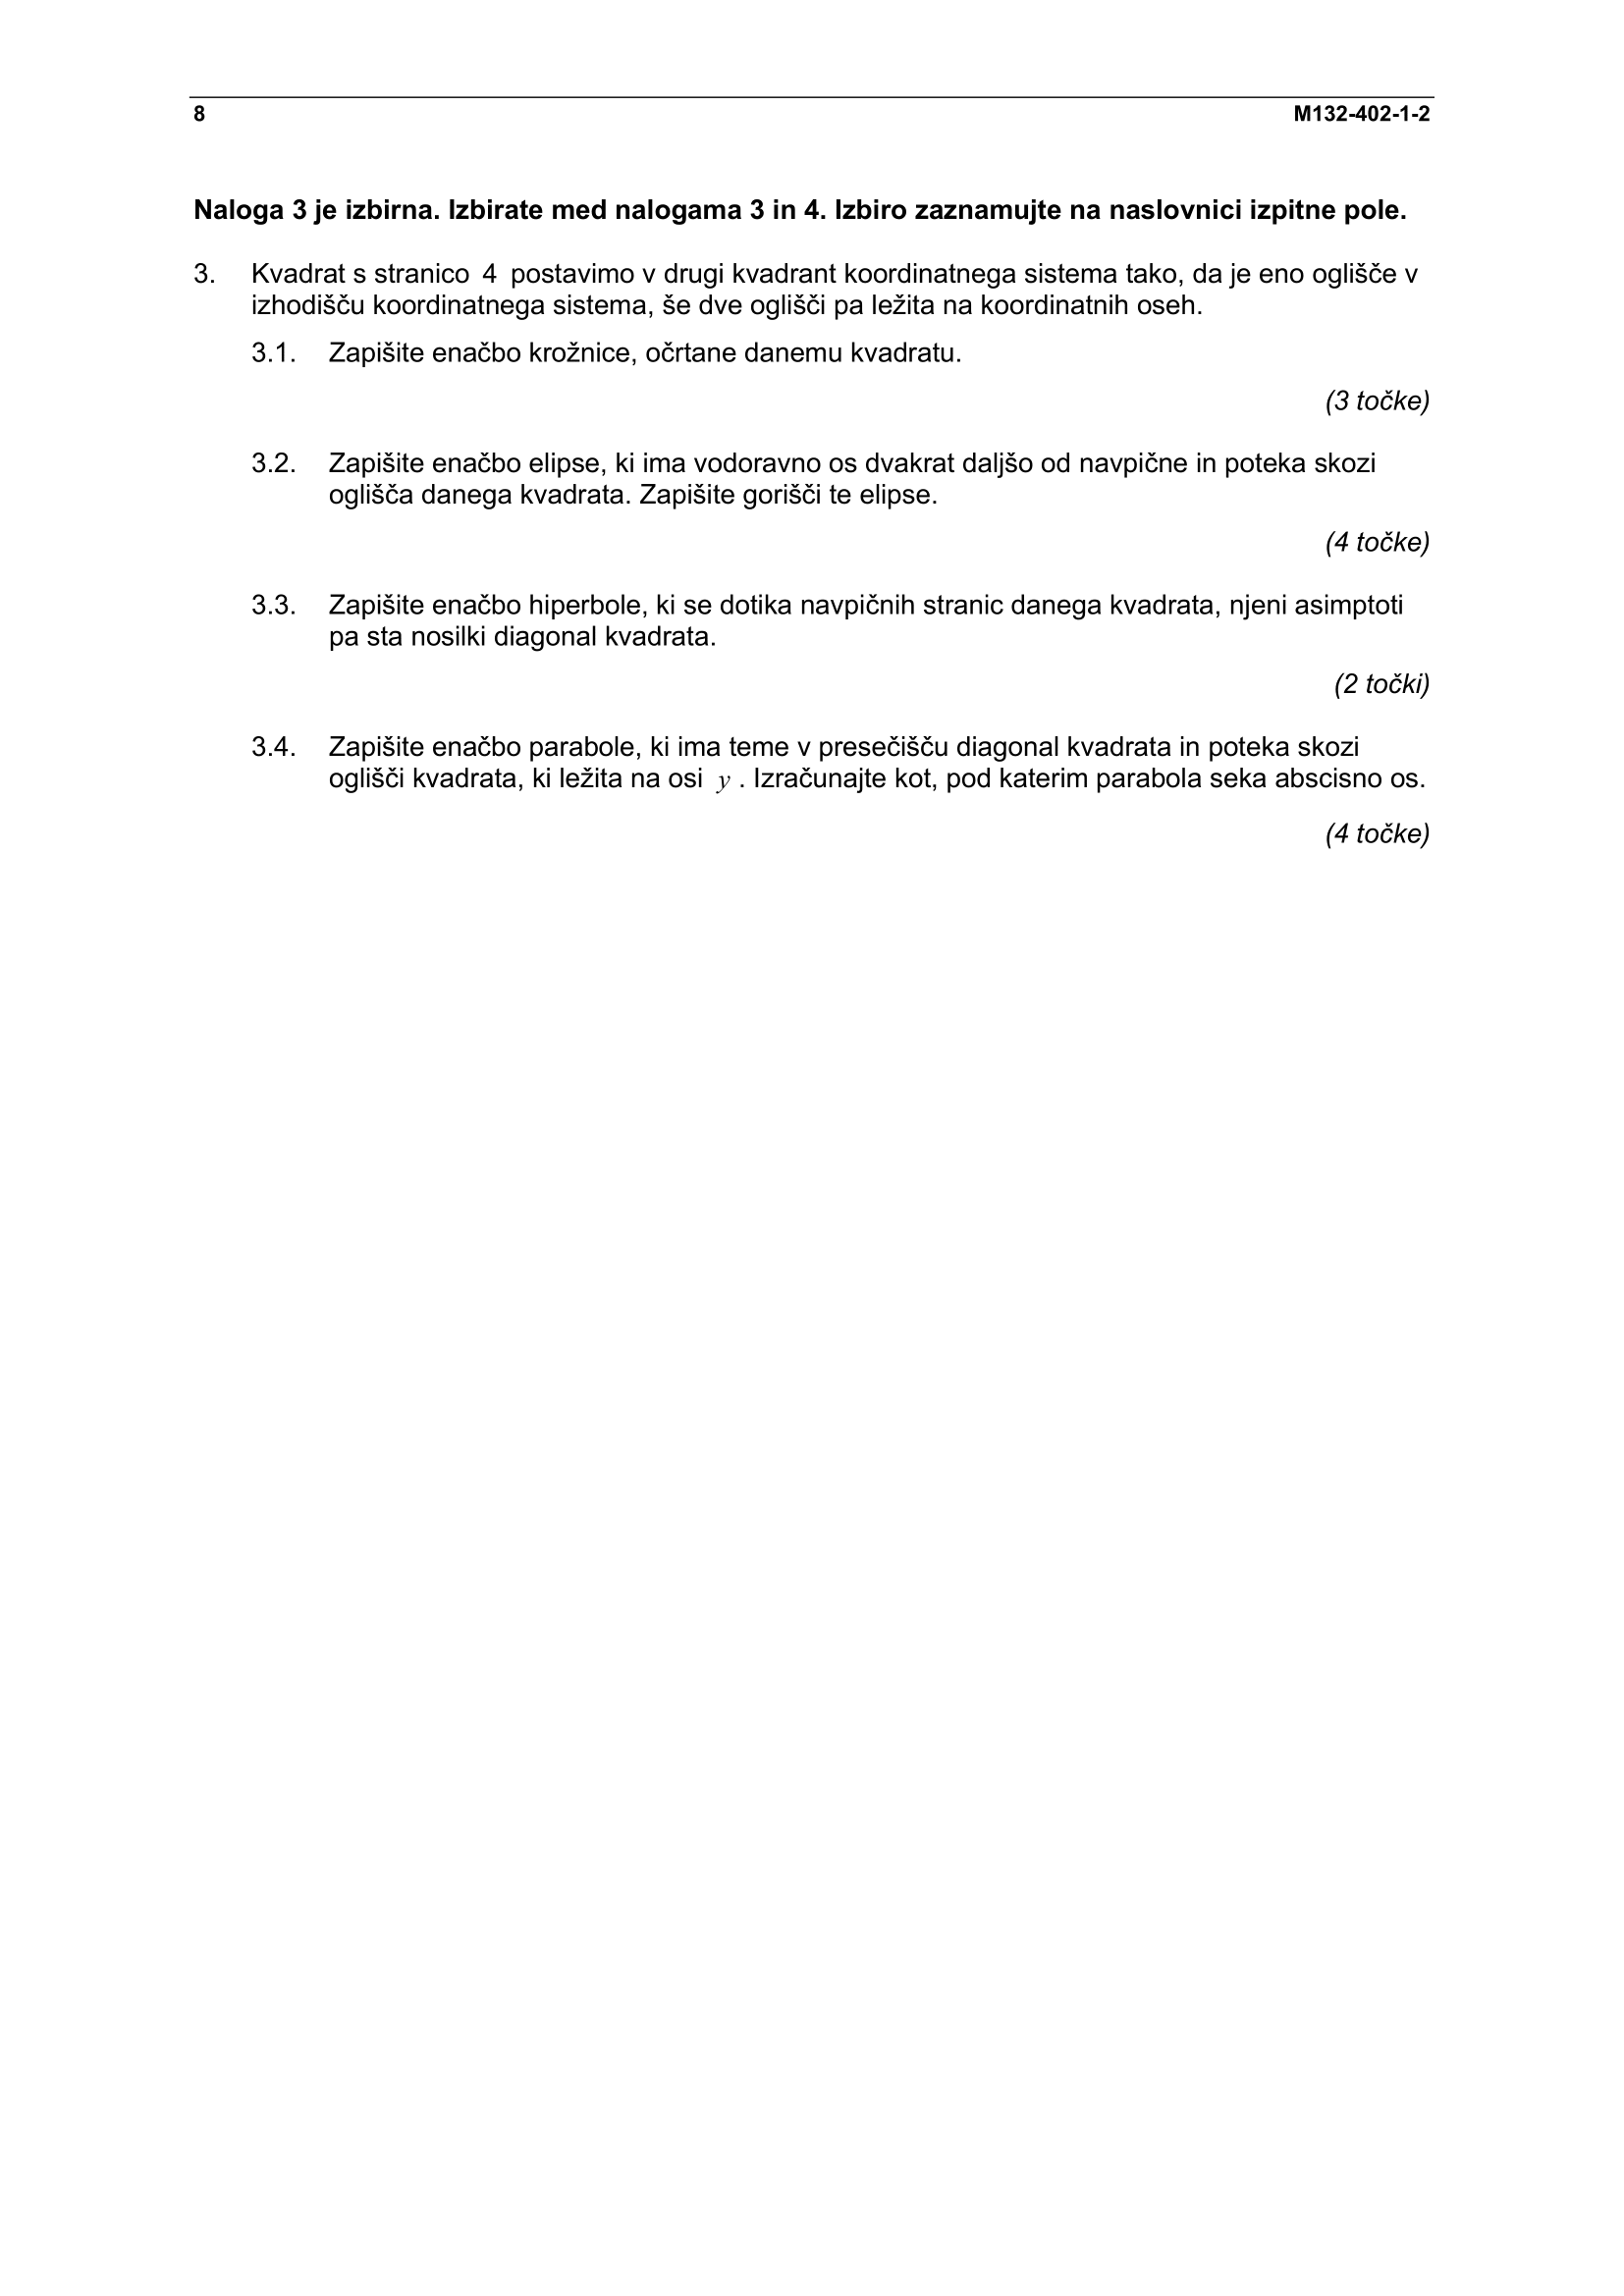 8 M132-402-1-2
Naloga 3 je izbirna. Izbirate med nalogama 3 in 4. Izbiro zaznamujte na naslovnici izpitne pole.
3. Kvadrat s stranico 4 postavimo v drugi kvadrant koordinatnega sistema tako, da je eno oglišče v
izhodišču koordinatnega sistema, še dve oglišči pa ležita na koordinatnih oseh.
3.1. Zapišite enačbo krožnice, očrtane danemu kvadratu.
(3 točke)
3.2. Zapišite enačbo elipse, ki ima vodoravno os dvakrat daljšo od navpične in poteka skozi
oglišča danega kvadrata. Zapišite gorišči te elipse.
(4 točke)
3.3. Zapišite enačbo hiperbole, ki se dotika navpičnih stranic danega kvadrata, njeni asimptoti
pa sta nosilki diagonal kvadrata.
(2 točki)
3.4. Zapišite enačbo parabole, ki ima teme v presečišču diagonal kvadrata in poteka skozi
oglišči kvadrata, ki ležita na osi y . Izračunajte kot, pod katerim parabola seka abscisno os.
(4 točke)